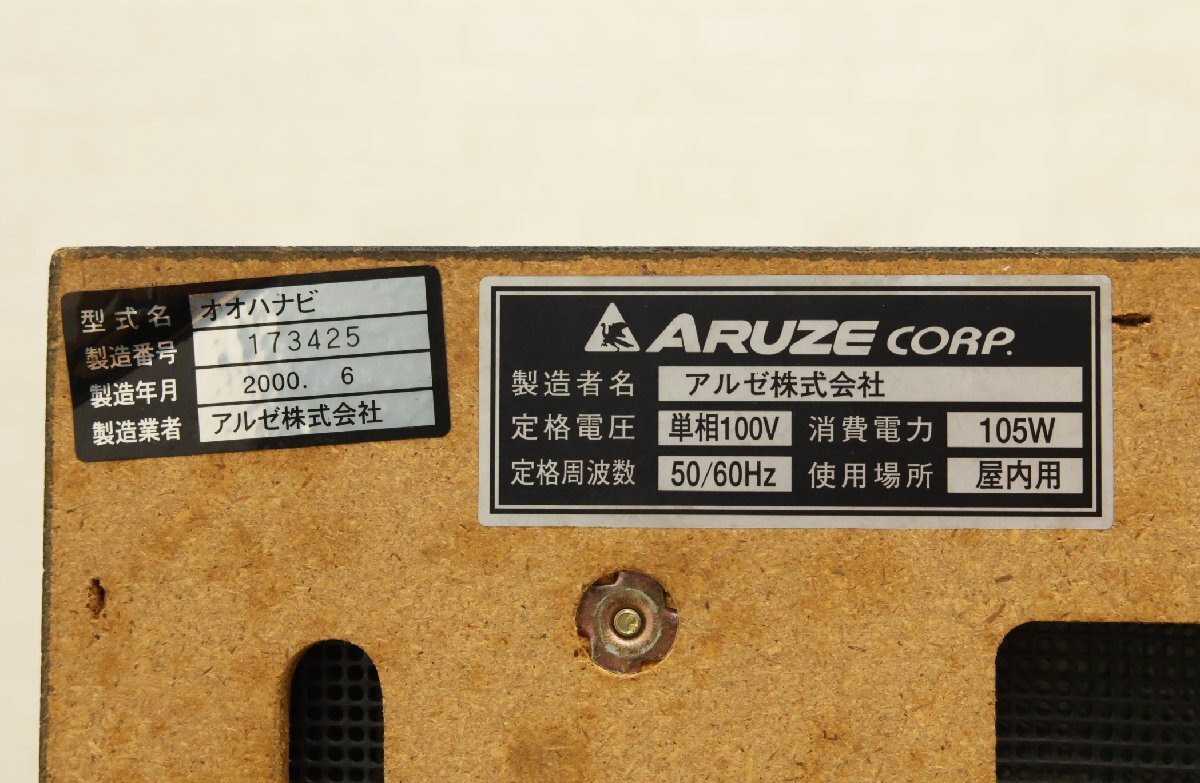 型式名 オオハナビ
製造番号 173425
製造年月 2000. 6
製造業者 アルゼ株式会社
ARUZE CORP.
製造者名 アルゼ株式会社
定格電圧 単相100V 消費電力 105W
定格周波数 50/60Hz 使用場所 屋内用